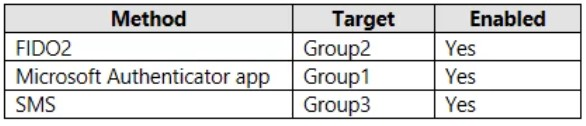 Method Target Enabled
FIDO2 Group2 Yes
Microsoft Authenticator app Group1 Yes
SMS Group3 Yes